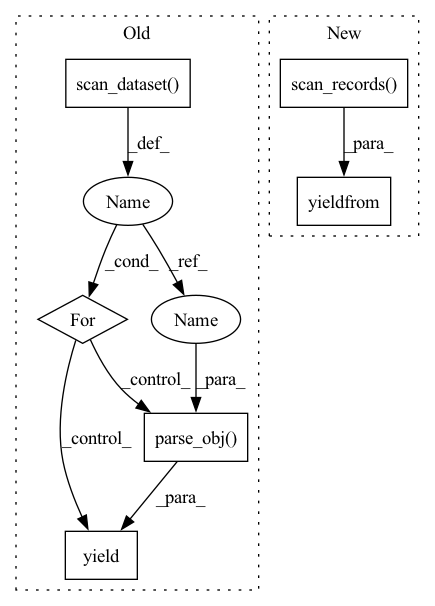 Old
New
scan_dataset()
scan_records()
_def_
_para_
Name
yieldfrom
_cond_
_ref_
For
Name
_control_
_para_
_control_
parse_obj()
_para_
yield